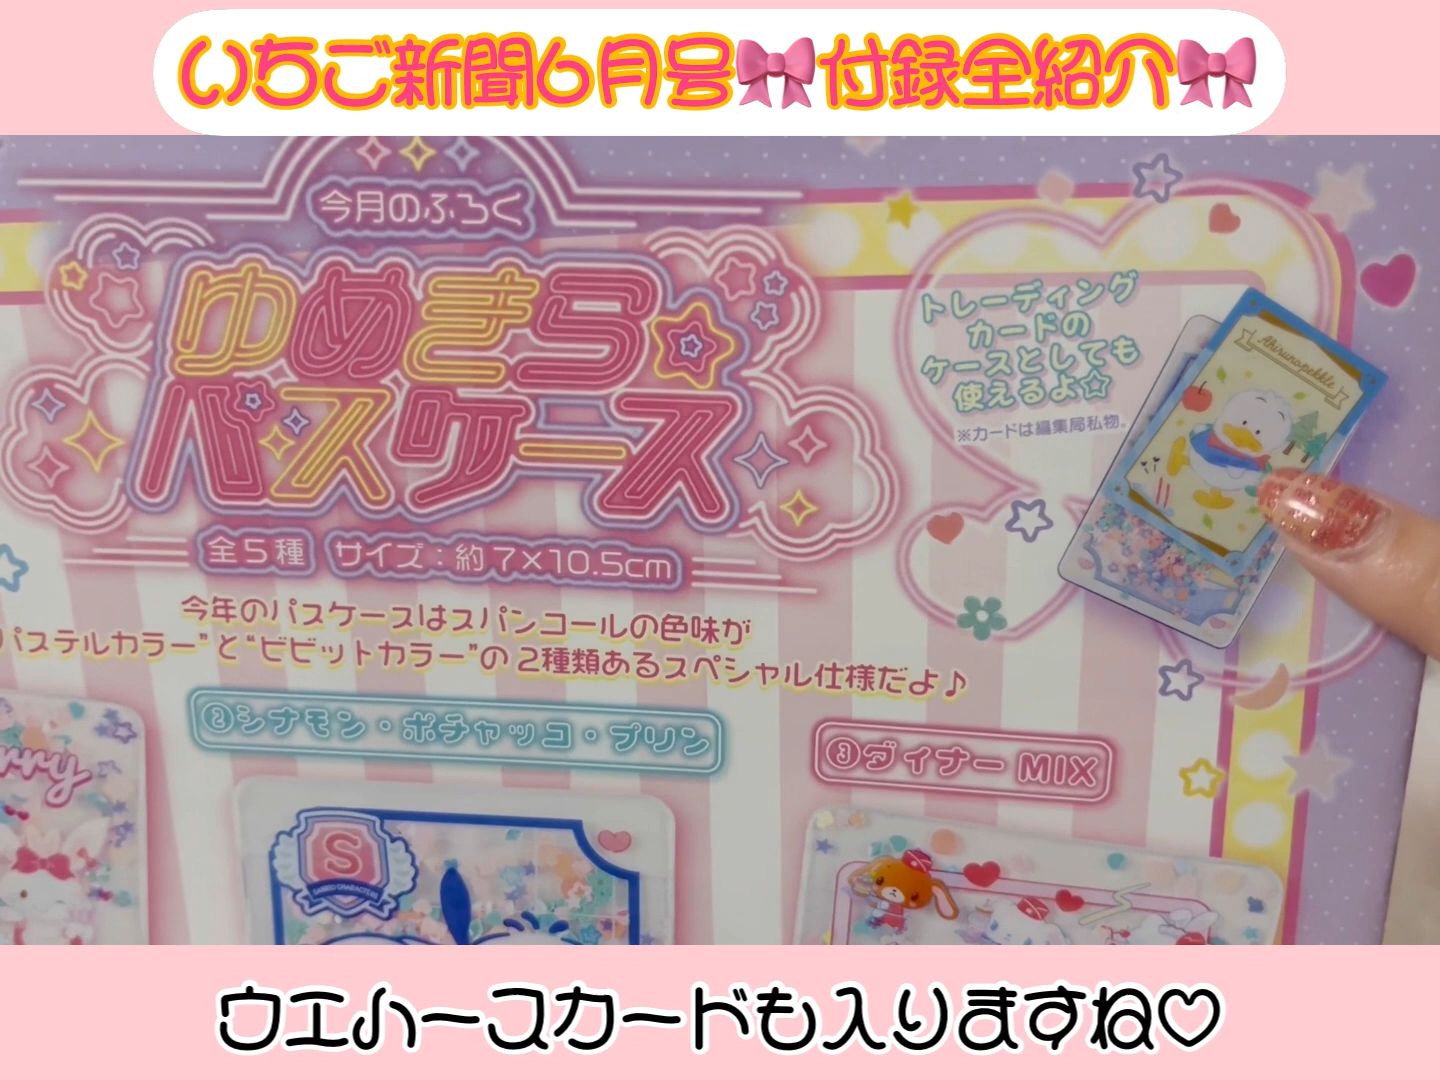 いちご新聞6月号🎀付録全紹介🎀
今月のふろく
ゆめきら☆
パスケース
全5種 サイズ：約7×10.5cm
今年のパスケースはスパンコールの色味が
パステルカラー”と“ビビットカラー”の2種類あるスペシャル仕様だよ♪
トレーディング
カードの
ケースとしても
使えるよ☆
※カードは編集局私物。
Ahirunopekkle
②シナモン・ポチャッコ・プリン
③ダイナー MIX
S
SANRIO CHARACTERS
ウエハースカードも入りますね♡